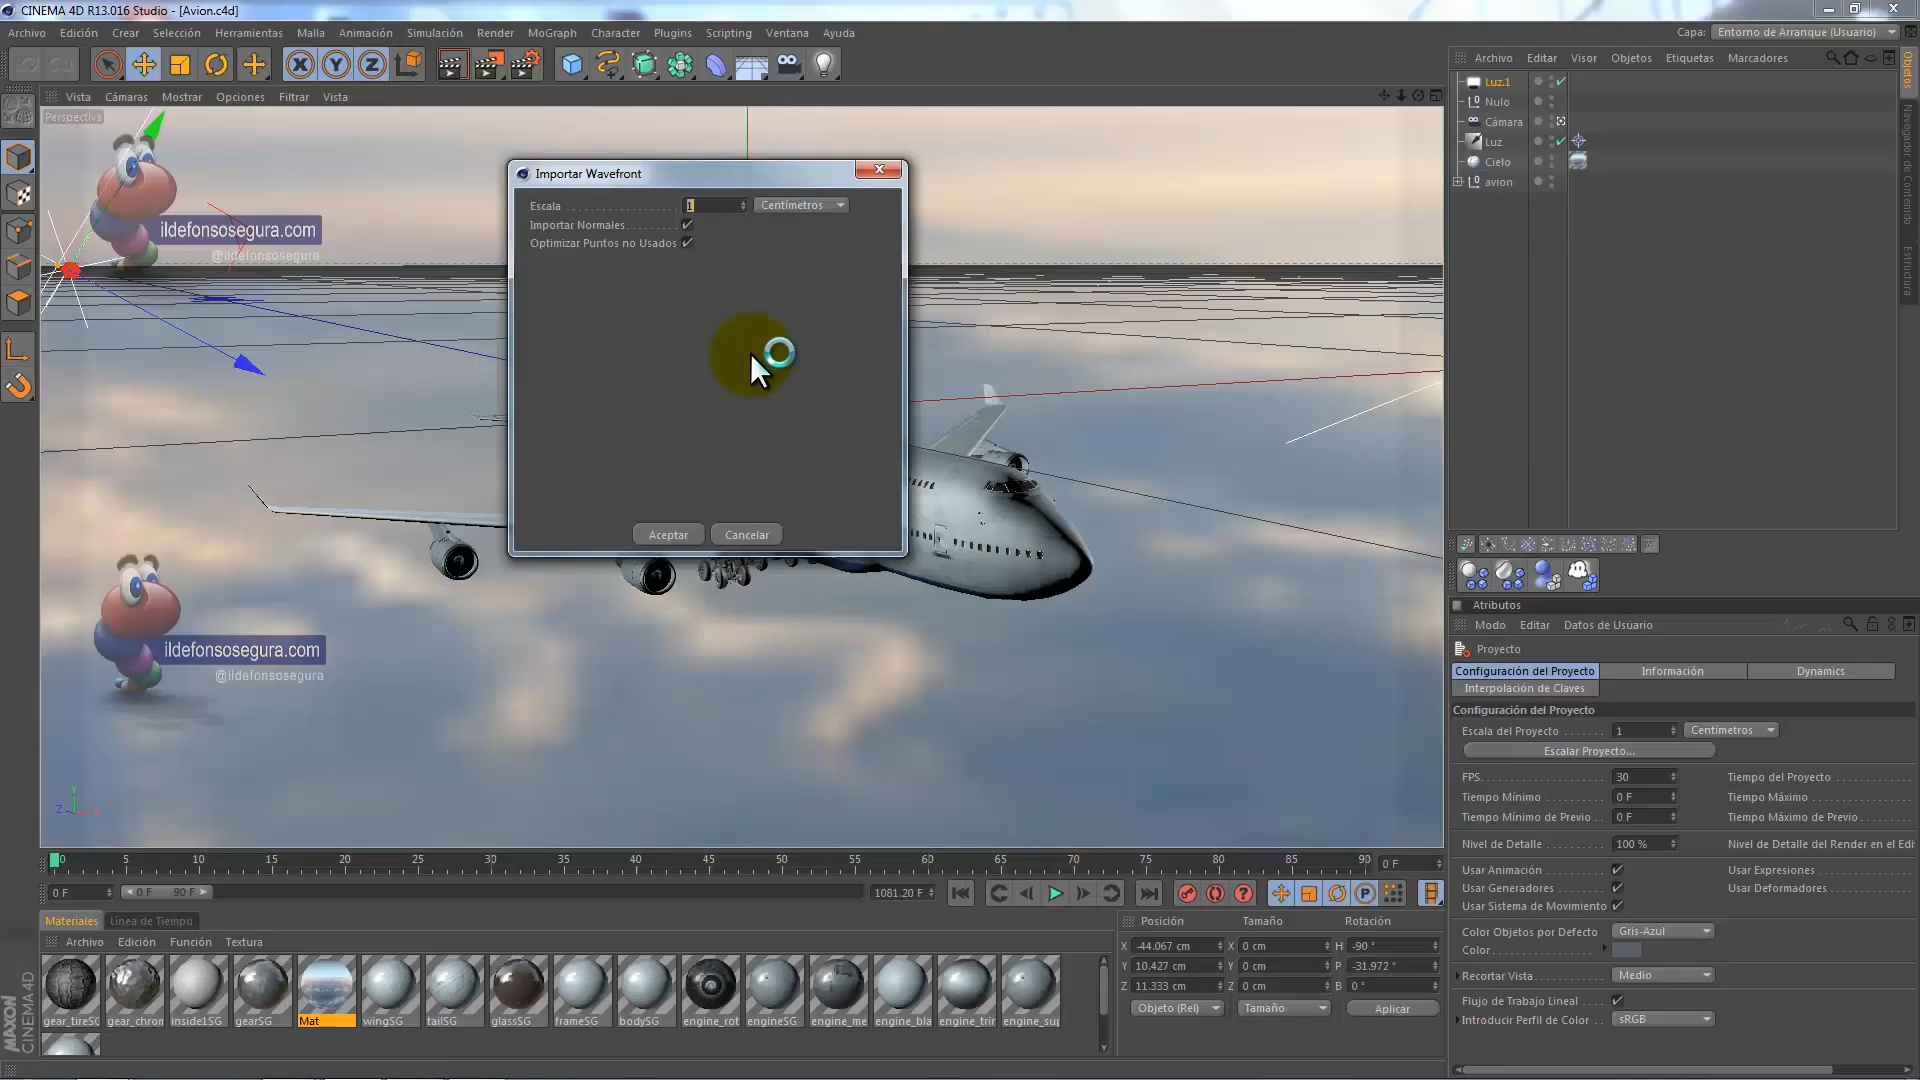 CINEMA 4D R13.016 Studio - [Avion.c4d]
Archivo Edición Crear Selección Herramientas Malla Animación Simulación Render MoGraph Character Plugins Scripting Ventana Ayuda
Capa: Entorno de Arranque (Usuario)
Vista Cámaras Mostrar Opciones Filtrar Vista
Perspectiva
ildefonsosegura.com
@ildefonsosegura
ildefonsosegura.com
@ildefonsosegura
Importar Wavefront
Escala 1 Centímetros
Importar Normales
Optimizar Puntos no Usados
Aceptar Cancelar
Archivo Editar Visor Objetos Etiquetas Marcadores
Luz.1
Nulo
Cámara
Luz
Cielo
avion
Objetos
Navegador de Contenido
Estructura
Atributos
Modo Editar Datos de Usuario
Proyecto
Configuración del Proyecto Información Dynamics
Interpolación de Claves
Configuración del Proyecto
Escala del Proyecto 1 Centímetros
Escalar Proyecto...
FPS 30 Tiempo del Proyecto
Tiempo Mínimo 0 F Tiempo Máximo
Tiempo Mínimo de Previo 0 F Tiempo Máximo de Previo
Nivel de Detalle 100 % Nivel de Detalle del Render en el Edi
Usar Animación Usar Expresiones
Usar Generadores Usar Deformadores
Usar Sistema de Movimiento
Color Objetos por Defecto Gris-Azul
Color
Recortar Vista Medio
Flujo de Trabajo Lineal
Introducir Perfil de Color sRGB
Z Y X
0 5 10 15 20 25 30 35 40 45 50 55 60 65 70 75 80 85 90 0 F
0 F 0 F 90 F 1081.20 F
Materiales Línea de Tiempo
Archivo Edición Función Textura
gear_tireSG gear_chron inside1SG gearSG Mat wingSG tailSG glassSG frameSG bodySG engine_rot engineSG engine_me engine_bla engine_trir engine_sup
Posición Tamaño Rotación
X -44.067 cm X 0 cm H -90 °
Y 10.427 cm Y 0 cm P -31.972 °
Z 11.333 cm Z 0 cm B 0 °
Objeto (Rel) Tamaño Aplicar
MAXON
CINEMA 4D